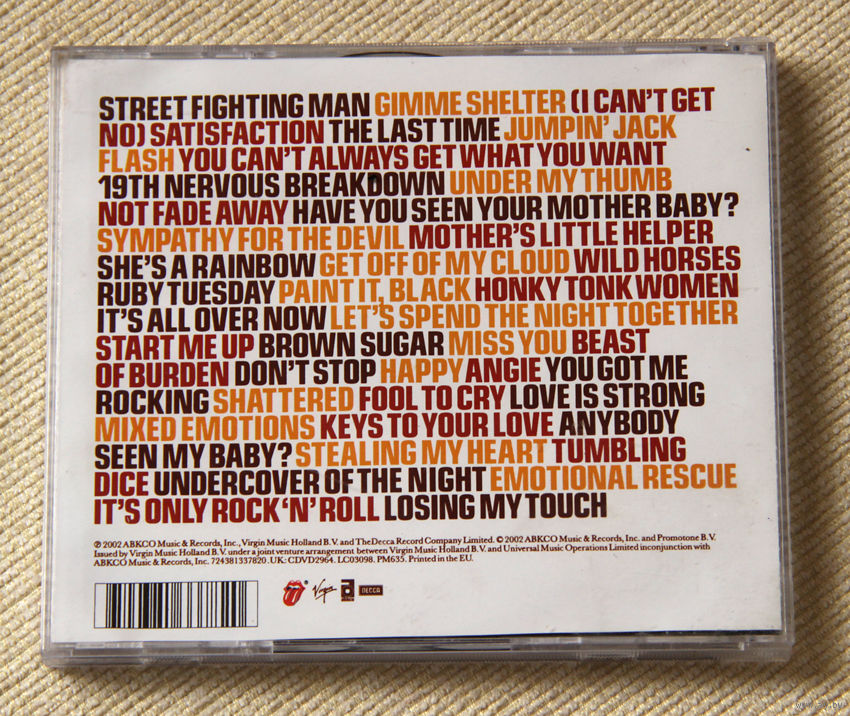 STREET FIGHTING MAN GIMME SHELTER (I CAN'T GET
NO) SATISFACTION THE LAST TIME JUMPIN' JACK
FLASH YOU CAN'T ALWAYS GET WHAT YOU WANT
19TH NERVOUS BREAKDOWN UNDER MY THUMB
NOT FADE AWAY HAVE YOU SEEN YOUR MOTHER BABY?
SYMPATHY FOR THE DEVIL MOTHER'S LITTLE HELPER
SHE'S A RAINBOW GET OFF OF MY CLOUD WILD HORSES
RUBY TUESDAY PAINT IT, BLACK HONKY TONK WOMEN
IT'S ALL OVER NOW LET'S SPEND THE NIGHT TOGETHER
START ME UP BROWN SUGAR MISS YOU BEAST
OF BURDEN DON'T STOP HAPPY ANGIE YOU GOT ME
ROCKING SHATTERED FOOL TO CRY LOVE IS STRONG
MIXED EMOTIONS KEYS TO YOUR LOVE ANYBODY
SEEN MY BABY? STEALING MY HEART TUMBLING
DICE UNDERCOVER OF THE NIGHT EMOTIONAL RESCUE
IT'S ONLY ROCK 'N' ROLL LOSING MY TOUCH
℗ 2002 ABKCO Music & Records, Inc., Virgin Music Holland B.V. and The Decca Record Company Limited. © 2002 ABKCO Music & Records, Inc. and Promotone B.V.
Issued by Virgin Music Holland B.V. under a joint venture arrangement between Virgin Music Holland B.V. and Universal Music Operations Limited inconjunction with
ABKCO Music & Records, Inc. 724381337820. UK: CDVD2964. LC03098. PM635. Printed in the EU.
Virgin
DECCA